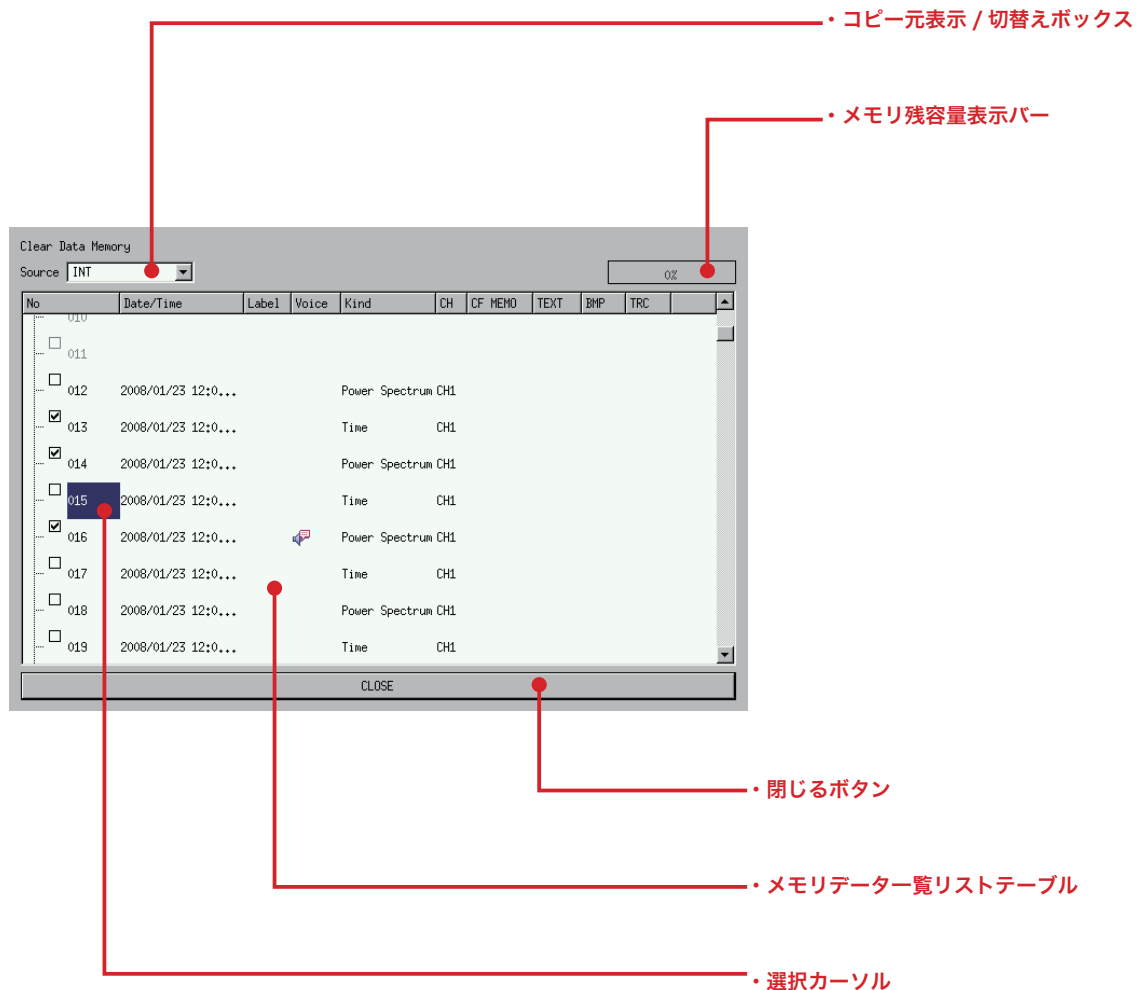 ・コピー元表示 / 切替えボックス
・メモリ残容量表示バー
Clear Data Memory
Source INT 0%
No Date/Time Label Voice Kind CH CF MEMO TEXT BMP TRC
010
011
012 2008/01/23 12:0... Power Spectrum CH1
013 2008/01/23 12:0... Time CH1
014 2008/01/23 12:0... Power Spectrum CH1
015 2008/01/23 12:0... Time CH1
016 2008/01/23 12:0... Power Spectrum CH1
017 2008/01/23 12:0... Time CH1
018 2008/01/23 12:0... Power Spectrum CH1
019 2008/01/23 12:0... Time CH1
CLOSE
・閉じるボタン
・メモリデータ一覧リストテーブル
・選択カーソル